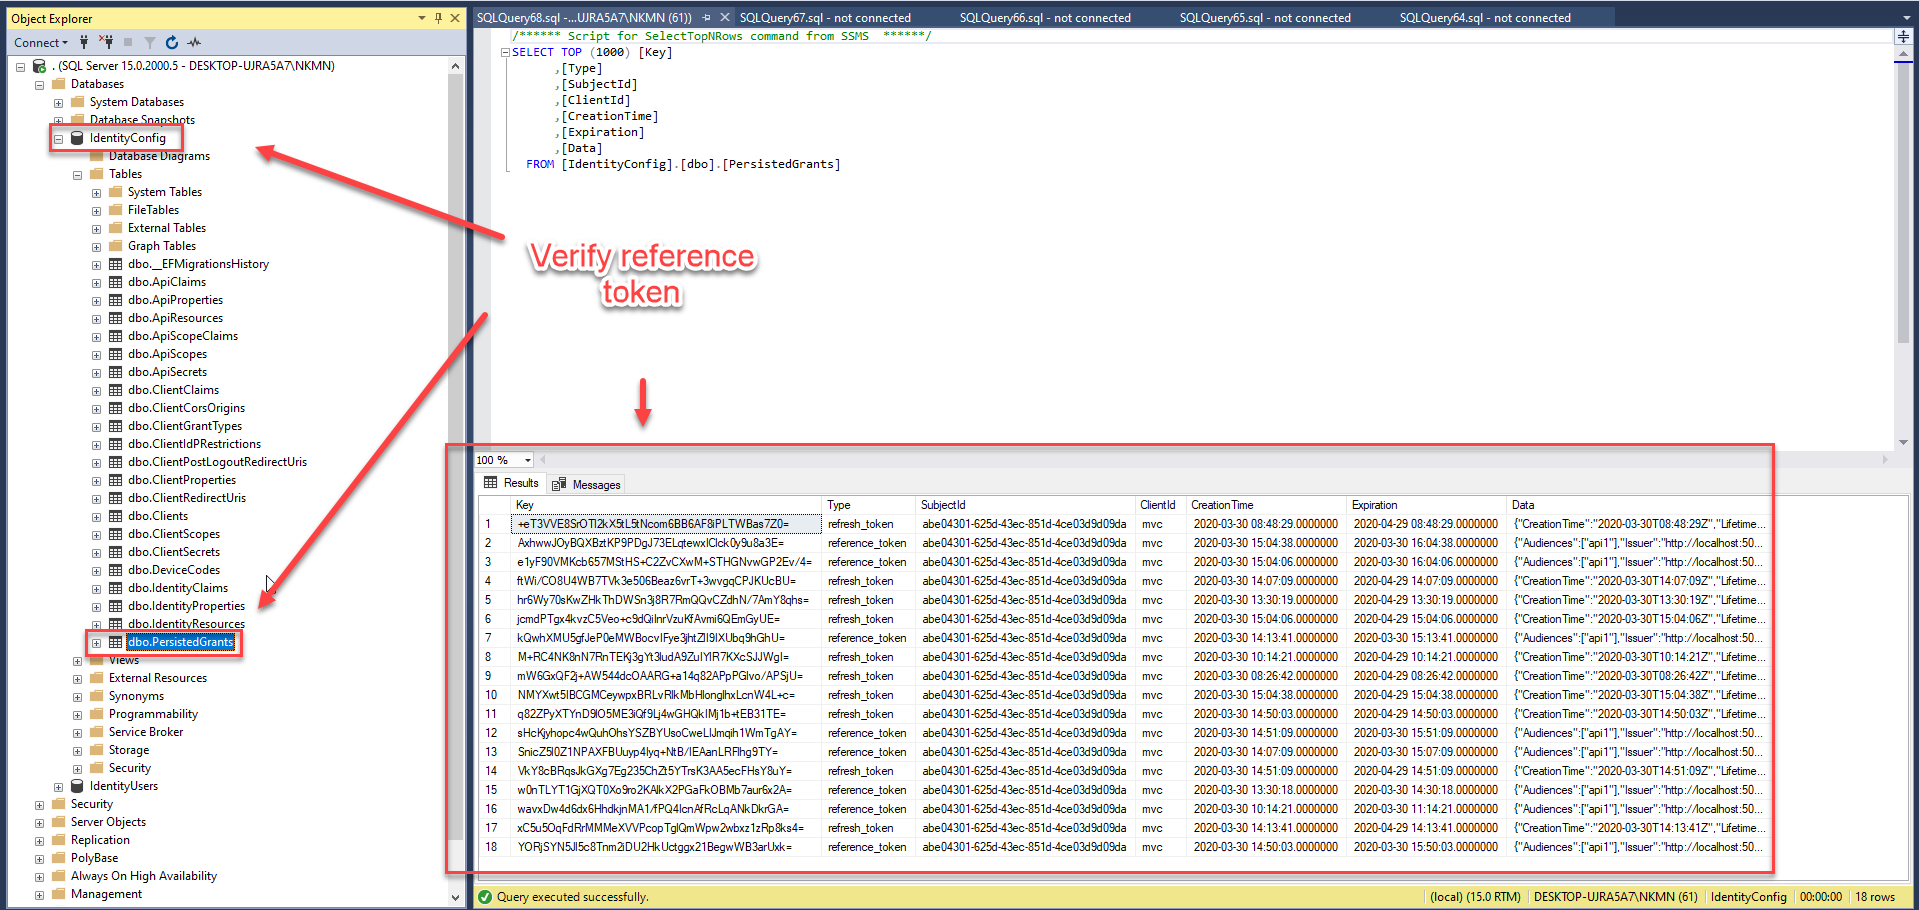 Object Explorer
Connect
. (SQL Server 15.0.2000.5 - DESKTOP-UJRA5A7\NKMN)
Databases
System Databases
Database Snapshots
IdentityConfig
Database Diagrams
Tables
System Tables
FileTables
External Tables
Graph Tables
dbo.__EFMigrationsHistory
dbo.ApiClaims
dbo.ApiProperties
dbo.ApiResources
dbo.ApiScopeClaims
dbo.ApiScopes
dbo.ApiSecrets
dbo.ClientClaims
dbo.ClientCorsOrigins
dbo.ClientGrantTypes
dbo.ClientIdPRestrictions
dbo.ClientPostLogoutRedirectUris
dbo.ClientProperties
dbo.ClientRedirectUris
dbo.Clients
dbo.ClientScopes
dbo.ClientSecrets
dbo.DeviceCodes
dbo.IdentityClaims
dbo.IdentityProperties
dbo.IdentityResources
dbo.PersistedGrants
Views
External Resources
Synonyms
Programmability
Service Broker
Storage
Security
IdentityUsers
Security
Server Objects
Replication
PolyBase
Always On High Availability
Management
SQLQuery68.sql -...UJRA5A7\NKMN (61)) SQLQuery67.sql - not connected SQLQuery66.sql - not connected SQLQuery65.sql - not connected SQLQuery64.sql - not connected
/****** Script for SelectTopNRows command from SSMS ******/
SELECT TOP (1000) [Key]
,[Type]
,[SubjectId]
,[ClientId]
,[CreationTime]
,[Expiration]
,[Data]
FROM [IdentityConfig].[dbo].[PersistedGrants]
Verify reference
token
100 %
Results Messages
Key Type SubjectId ClientId CreationTime Expiration Data
1 refresh_token abe04301-625d-43ec-851d-4ce03d9d09da mvc 2020-03-30 08:48:29.0000000 2020-04-29 08:48:29.0000000 {"CreationTime":"2020-03-30T08:48:29Z","Lifetime...
2 reference_token abe04301-625d-43ec-851d-4ce03d9d09da mvc 2020-03-30 15:04:38.0000000 2020-03-30 16:04:38.0000000 {"Audiences":["api1"],"Issuer":"http://localhost:50...
3 reference_token abe04301-625d-43ec-851d-4ce03d9d09da mvc 2020-03-30 15:04:06.0000000 2020-03-30 16:04:06.0000000 {"Audiences":["api1"],"Issuer":"http://localhost:50...
4 refresh_token abe04301-625d-43ec-851d-4ce03d9d09da mvc 2020-03-30 14:07:09.0000000 2020-04-29 14:07:09.0000000 {"CreationTime":"2020-03-30T14:07:09Z","Lifetime...
5 refresh_token abe04301-625d-43ec-851d-4ce03d9d09da mvc 2020-03-30 13:30:19.0000000 2020-04-29 13:30:19.0000000 {"CreationTime":"2020-03-30T13:30:19Z","Lifetime...
6 refresh_token abe04301-625d-43ec-851d-4ce03d9d09da mvc 2020-03-30 15:04:06.0000000 2020-04-29 15:04:06.0000000 {"CreationTime":"2020-03-30T15:04:06Z","Lifetime...
7 reference_token abe04301-625d-43ec-851d-4ce03d9d09da mvc 2020-03-30 14:13:41.0000000 2020-03-30 15:13:41.0000000 {"Audiences":["api1"],"Issuer":"http://localhost:50...
8 refresh_token abe04301-625d-43ec-851d-4ce03d9d09da mvc 2020-03-30 10:14:21.0000000 2020-04-29 10:14:21.0000000 {"CreationTime":"2020-03-30T10:14:21Z","Lifetime...
9 refresh_token abe04301-625d-43ec-851d-4ce03d9d09da mvc 2020-03-30 08:26:42.0000000 2020-04-29 08:26:42.0000000 {"CreationTime":"2020-03-30T08:26:42Z","Lifetime...
10 refresh_token abe04301-625d-43ec-851d-4ce03d9d09da mvc 2020-03-30 15:04:38.0000000 2020-04-29 15:04:38.0000000 {"CreationTime":"2020-03-30T15:04:38Z","Lifetime...
11 refresh_token abe04301-625d-43ec-851d-4ce03d9d09da mvc 2020-03-30 14:50:03.0000000 2020-04-29 14:50:03.0000000 {"CreationTime":"2020-03-30T14:50:03Z","Lifetime...
12 reference_token abe04301-625d-43ec-851d-4ce03d9d09da mvc 2020-03-30 14:51:09.0000000 2020-03-30 15:51:09.0000000 {"Audiences":["api1"],"Issuer":"http://localhost:50...
13 reference_token abe04301-625d-43ec-851d-4ce03d9d09da mvc 2020-03-30 14:07:09.0000000 2020-03-30 15:07:09.0000000 {"Audiences":["api1"],"Issuer":"http://localhost:50...
14 refresh_token abe04301-625d-43ec-851d-4ce03d9d09da mvc 2020-03-30 14:51:09.0000000 2020-04-29 14:51:09.0000000 {"CreationTime":"2020-03-30T14:51:09Z","Lifetime...
15 reference_token abe04301-625d-43ec-851d-4ce03d9d09da mvc 2020-03-30 13:30:18.0000000 2020-03-30 14:30:18.0000000 {"Audiences":["api1"],"Issuer":"http://localhost:50...
16 reference_token abe04301-625d-43ec-851d-4ce03d9d09da mvc 2020-03-30 10:14:21.0000000 2020-03-30 11:14:21.0000000 {"Audiences":["api1"],"Issuer":"http://localhost:50...
17 refresh_token abe04301-625d-43ec-851d-4ce03d9d09da mvc 2020-03-30 14:13:41.0000000 2020-04-29 14:13:41.0000000 {"CreationTime":"2020-03-30T14:13:41Z","Lifetime...
18 reference_token abe04301-625d-43ec-851d-4ce03d9d09da mvc 2020-03-30 14:50:03.0000000 2020-03-30 15:50:03.0000000 {"Audiences":["api1"],"Issuer":"http://localhost:50...
Query executed successfully. (local) (15.0 RTM) DESKTOP-UJRA5A7\NKMN (61) IdentityConfig 00:00:00 18 rows